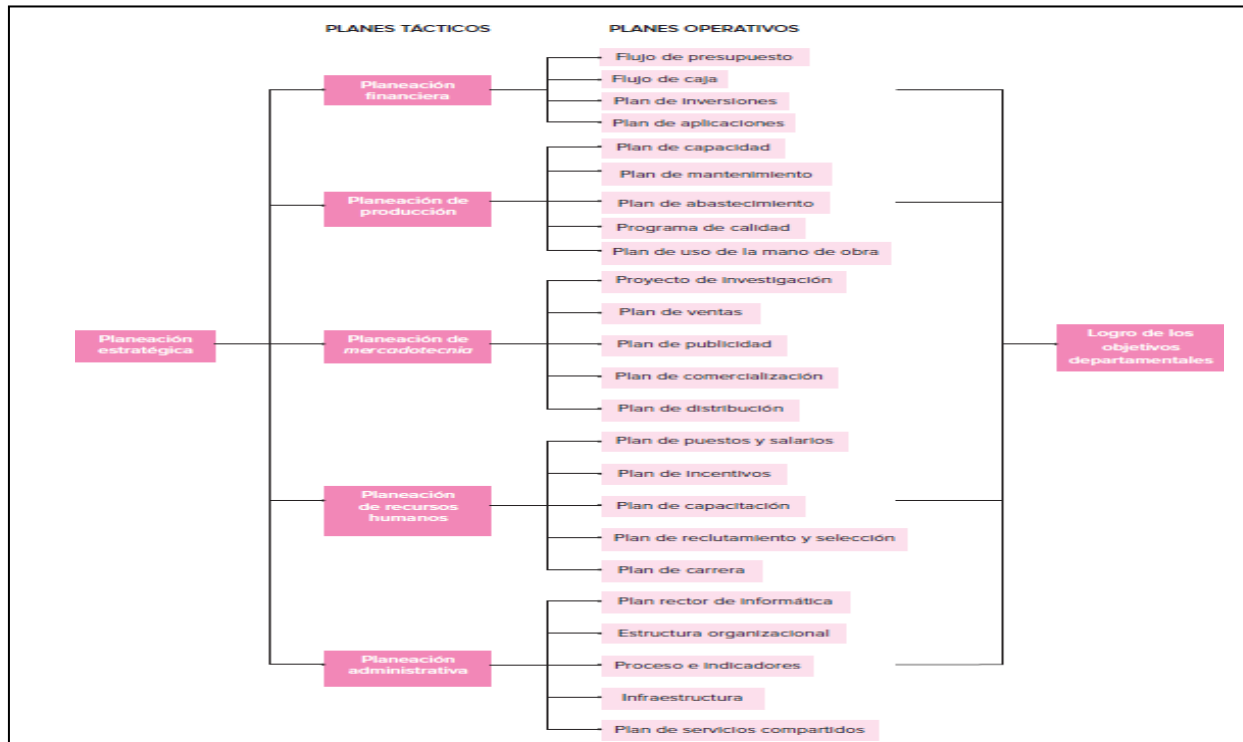 PLANES TÁCTICOS
PLANES OPERATIVOS
Planeación
estratégica
Planeación
financiera
Flujo de presupuesto
Flujo de caja
Plan de inversiones
Plan de aplicaciones
Planeación de
producción
Plan de capacidad
Plan de mantenimiento
Plan de abastecimiento
Programa de calidad
Plan de uso de la mano de obra
Planeación de
mercadotecnia
Proyecto de investigación
Plan de ventas
Plan de publicidad
Plan de comercialización
Plan de distribución
Planeación
de recursos
humanos
Plan de puestos y salarios
Plan de incentivos
Plan de capacitación
Plan de reclutamiento y selección
Plan de carrera
Planeación
administrativa
Plan rector de informática
Estructura organizacional
Proceso e indicadores
Infraestructura
Plan de servicios compartidos
Logro de los
objetivos
departamentales